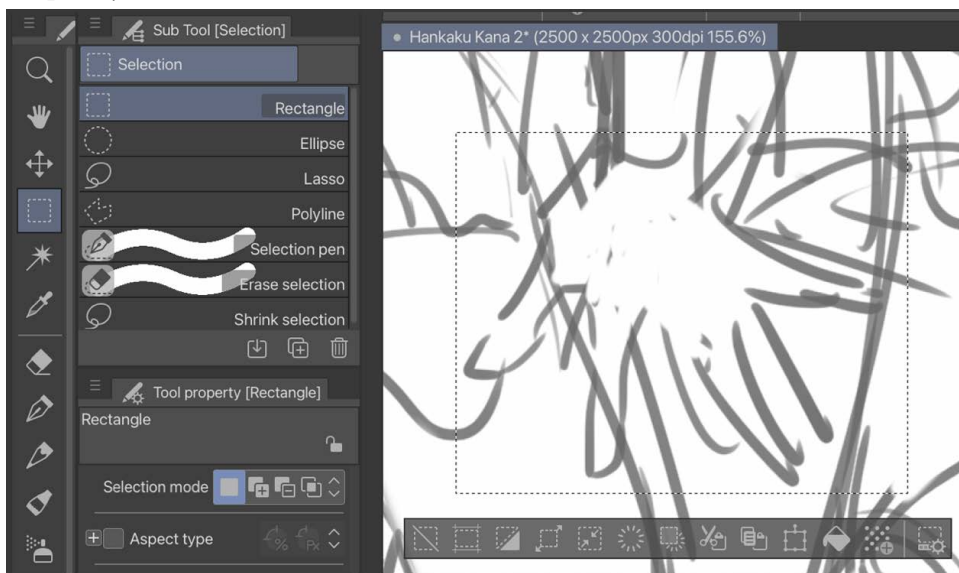 Sub Tool [Selection]
Selection
Rectangle
Ellipse
Lasso
Polyline
Selection pen
Erase selection
Shrink selection
Tool property [Rectangle]
Rectangle
Selection mode
Aspect type
% Px
Hankaku Kana 2* (2500 x 2500px 300dpi 155.6%)